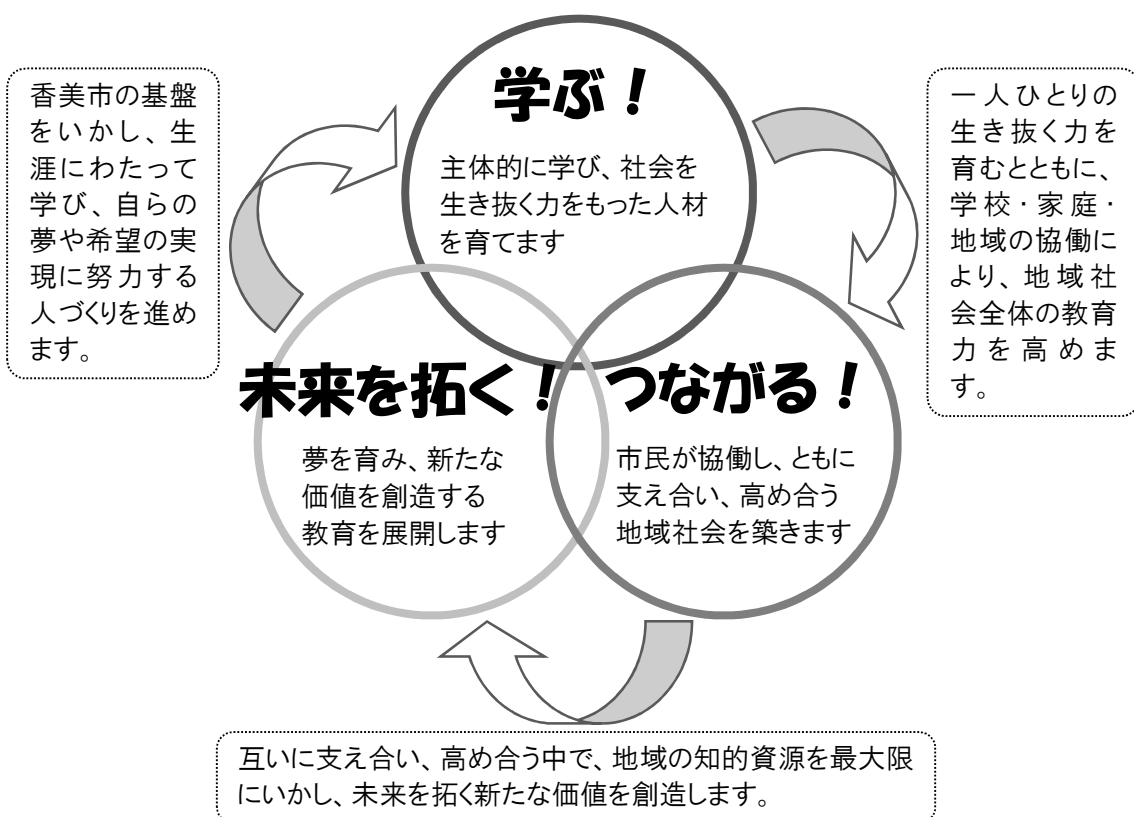 学ぶ！
主体的に学び、社会を
生き抜く力をもった人材
を育てます
香美市の基盤
をいかし、生
涯にわたって
学び、自らの
夢や希望の実
現に努力する
人づくりを進め
ます。
一人ひとりの
生き抜く力を
育むとともに、
学校・家庭・
地域の協働に
より、地域社
会全体の教育
力を高めま
す。
未来を拓く！
夢を育み、新たな
価値を創造する
教育を展開します
つながる！
市民が協働し、ともに
支え合い、高め合う
地域社会を築きます
互いに支え合い、高め合う中で、地域の知的資源を最大限
にいかし、未来を拓く新たな価値を創造します。